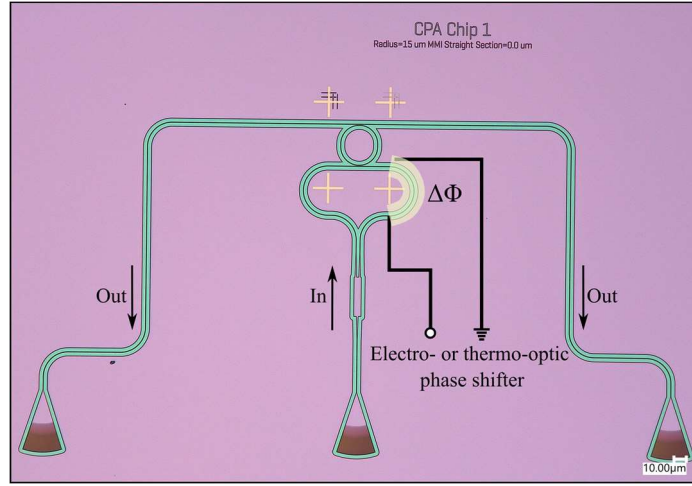 CPA Chip 1
Radius=15 um MMI Straight Section=0.0 um
ΔΦ
Out
In
Out
Electro- or thermo-optic
phase shifter
10.00µm